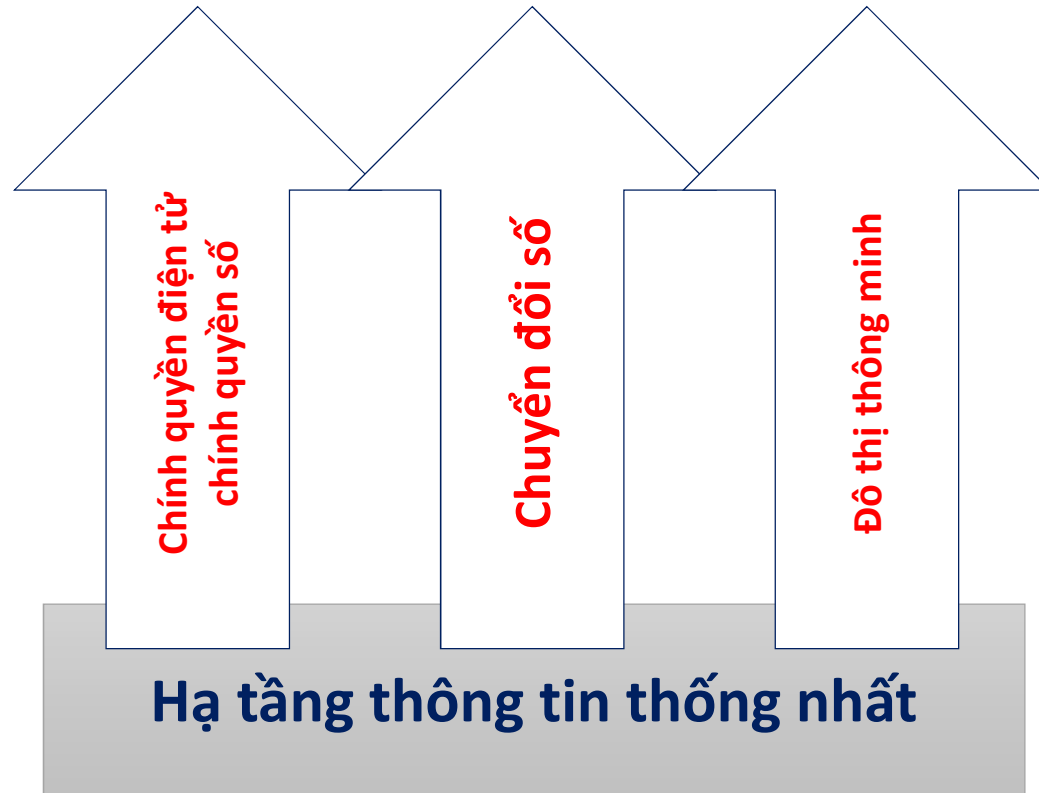 Chính quyền điện tử
chính quyền số
Chuyển đổi số
Đô thị thông minh
Hạ tầng thông tin thống nhất